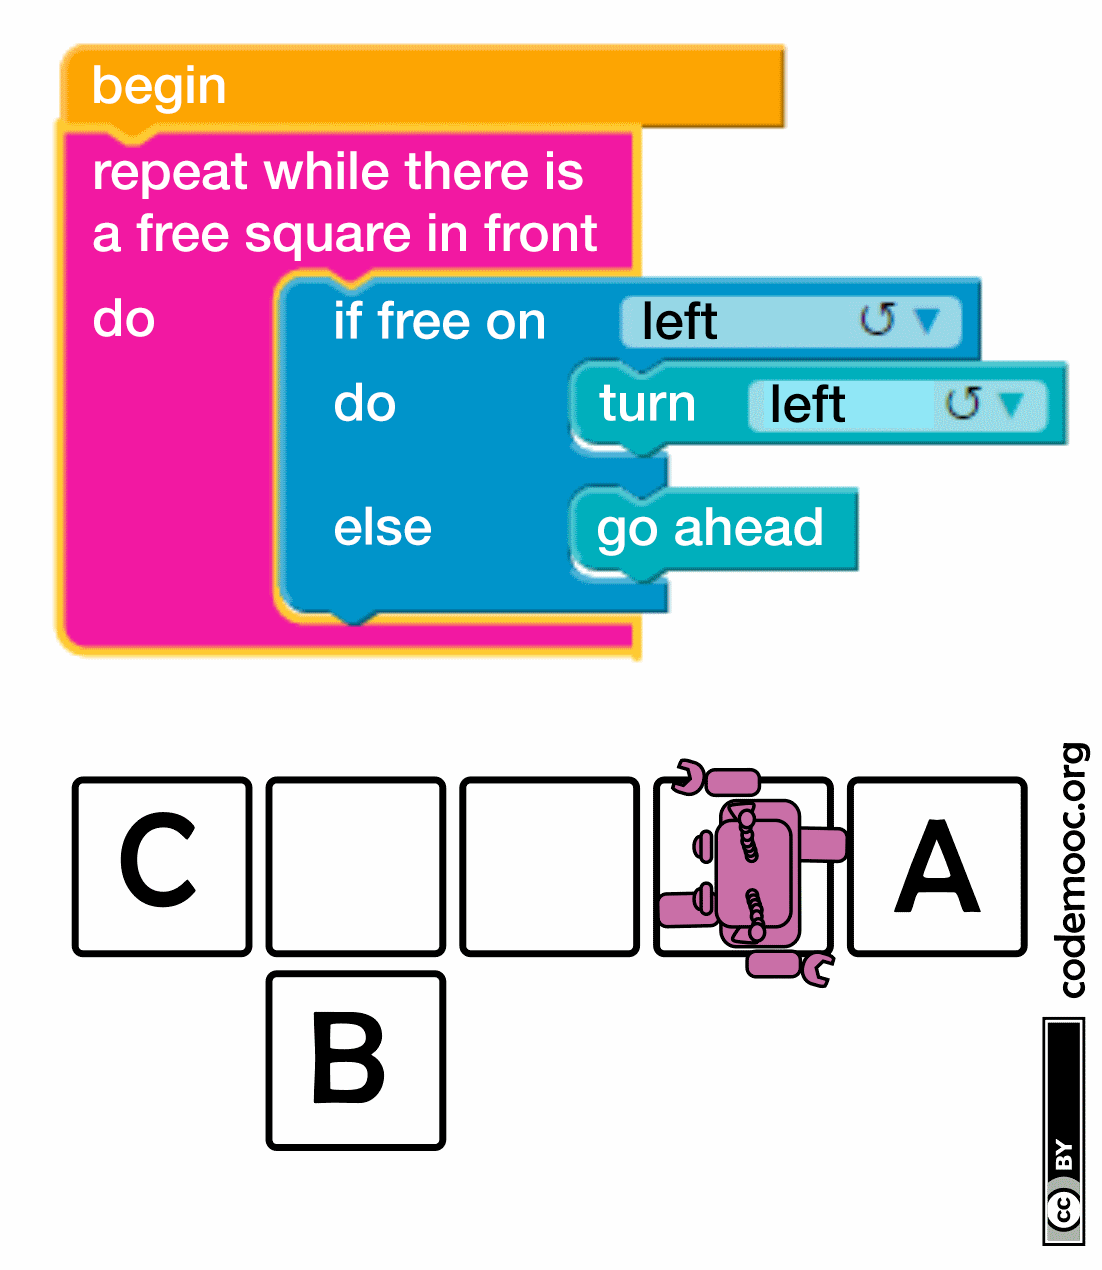 begin
repeat while there is
a free square in front
do
if free on left
do turn left
else go ahead
C
A
B
codemooc.org
cc BY